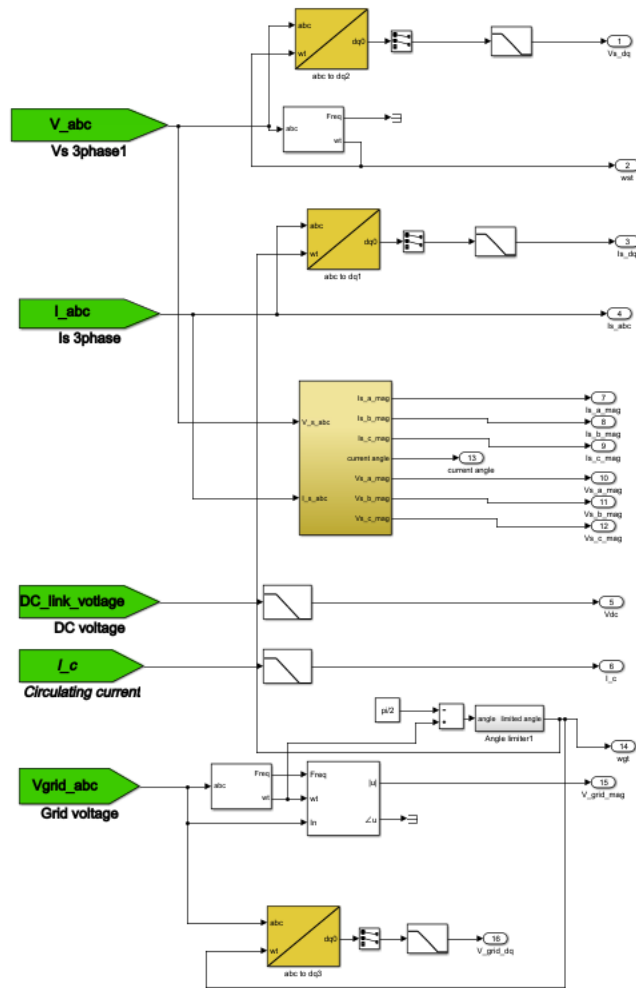 abc
wt
dq0
abc to dq2
1
Vs_dq
V_abc
Vs 3phase1
abc
Freq
wt
2
wst
abc
wt
dq0
abc to dq1
3
Is_dq
I_abc
Is 3phase
4
Is_abc
V_s_abc
I_s_abc
Is_a_mag
Is_b_mag
Is_c_mag
current angle
Vs_a_mag
Vs_b_mag
Vs_c_mag
7
Is_a_mag
8
Is_b_mag
9
Is_c_mag
13
current angle
10
Vs_a_mag
11
Vs_b_mag
12
Vs_c_mag
DC_link_votlage
DC voltage
5
Vdc
I_c
Circulating current
6
I_c
pi/2
angle limited angle
Angle limiter1
14
wgt
Vgrid_abc
Grid voltage
abc
Freq
wt
Freq
wt
In
|u|
∠u
15
V_grid_mag
abc
wt
dq0
abc to dq3
16
V_grid_dq